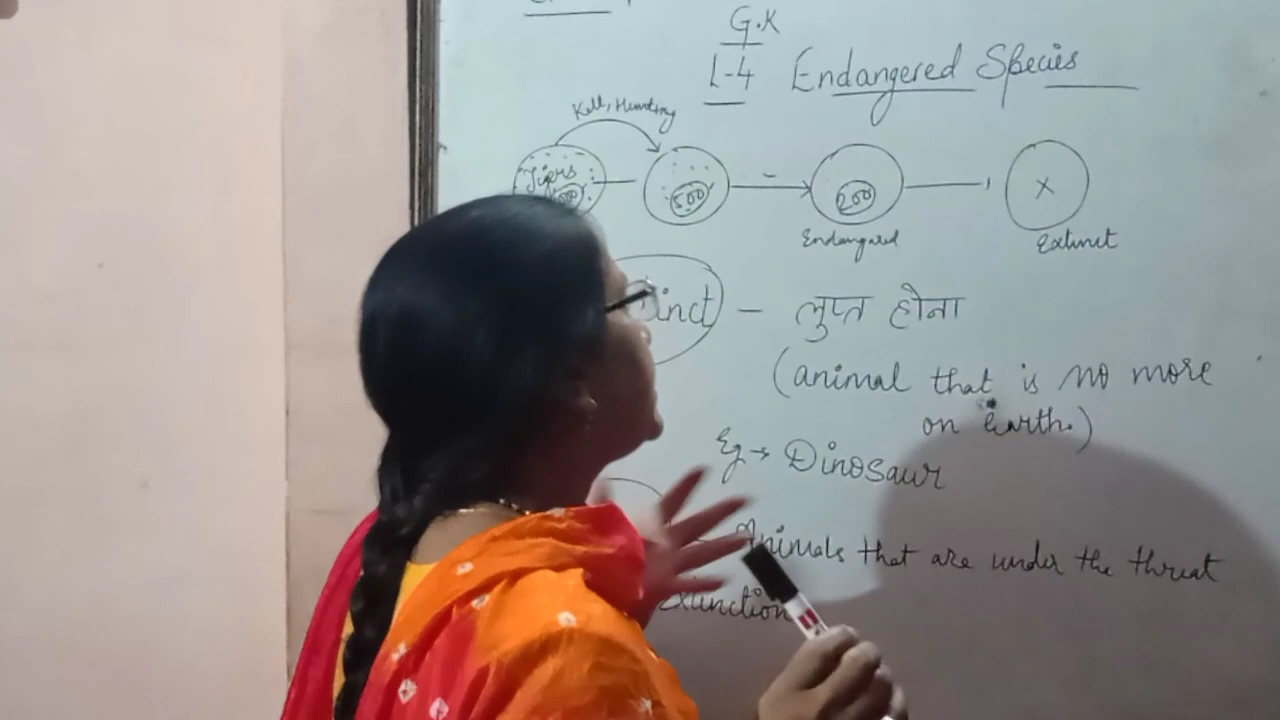 G.K
L-4 Endangered Species
Kill, Hunting
Tigers
500
200
X
Endangared
Extinct
inct - लुप्त होना
(animal that is no more
on Earth.)
Eg → Dinosaur
Animals that are under the threat
Extinction